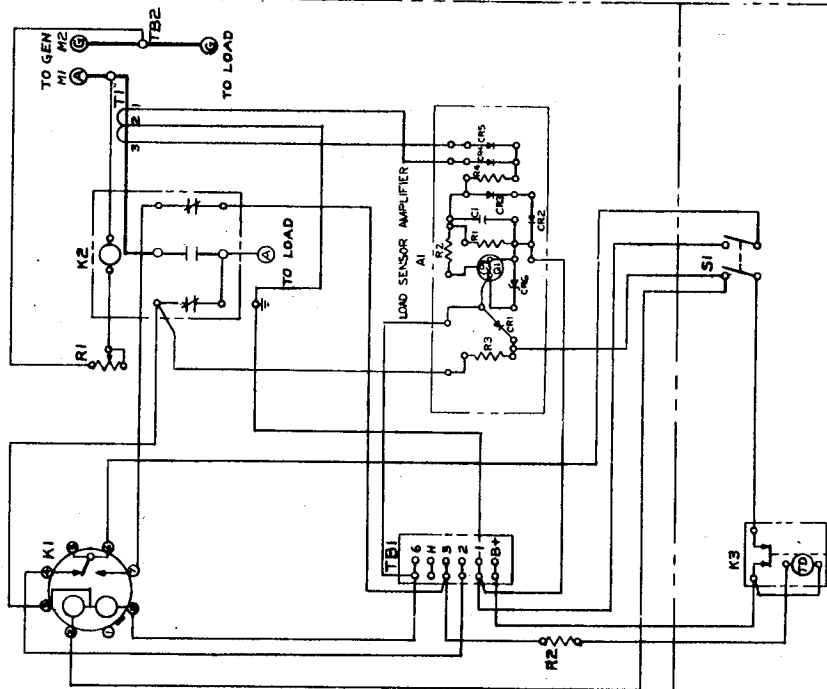 TO GEN
M1 M2
A G
TB2
G
TO LOAD
T1
1
2
3
K2
A
TO LOAD
R1
LOAD SENSOR AMPLIFIER
A1
R4
CR4
CR5
CR3
CR2
C1
R1
R2
Q1
CR6
CR1
R3
S1
K1
7
1
TB1
6
H
3
2
1
B+
R2
K3
TD